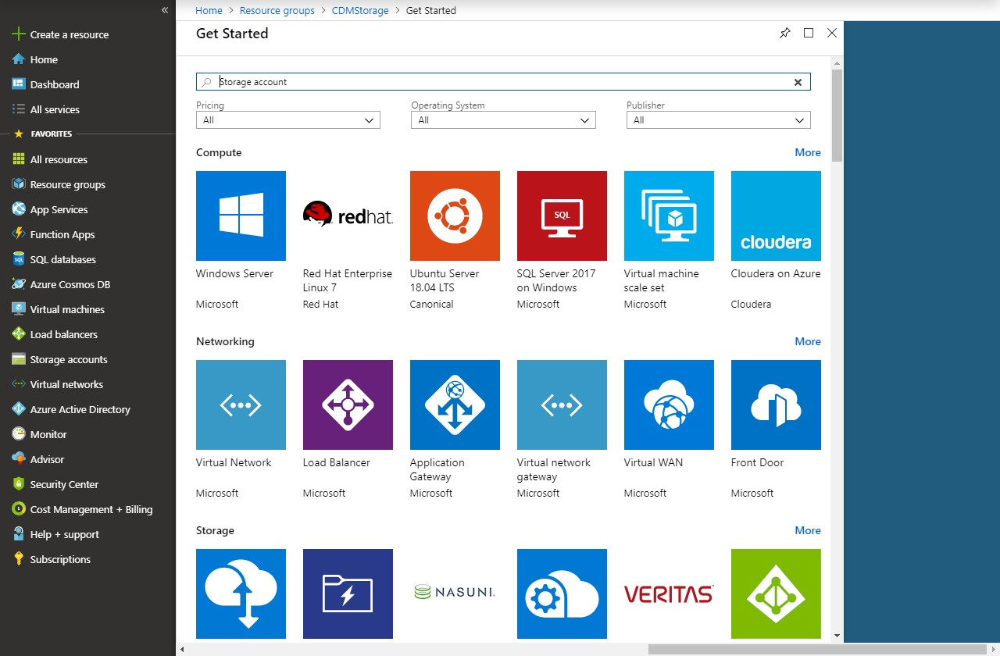 «
Home > Resource groups > CDMStorage > Get Started
Get Started
Create a resource
Home
Dashboard
All services
FAVORITES
All resources
Resource groups
App Services
Function Apps
SQL databases
Azure Cosmos DB
Virtual machines
Load balancers
Storage accounts
Virtual networks
Azure Active Directory
Monitor
Advisor
Security Center
Cost Management + Billing
Help + support
Subscriptions
Storage account
Pricing Operating System Publisher
All All All
Compute More
redhat.
SQL
cloudera
Windows Server
Microsoft
Red Hat Enterprise
Linux 7
Red Hat
Ubuntu Server
18.04 LTS
Canonical
SQL Server 2017
on Windows
Microsoft
Virtual machine
scale set
Microsoft
Cloudera on Azure
Cloudera
Networking More
Virtual Network
Microsoft
Load Balancer
Microsoft
Application
Gateway
Microsoft
Virtual network
gateway
Microsoft
Virtual WAN
Microsoft
Front Door
Microsoft
Storage More
NASUNI.
VERITAS™